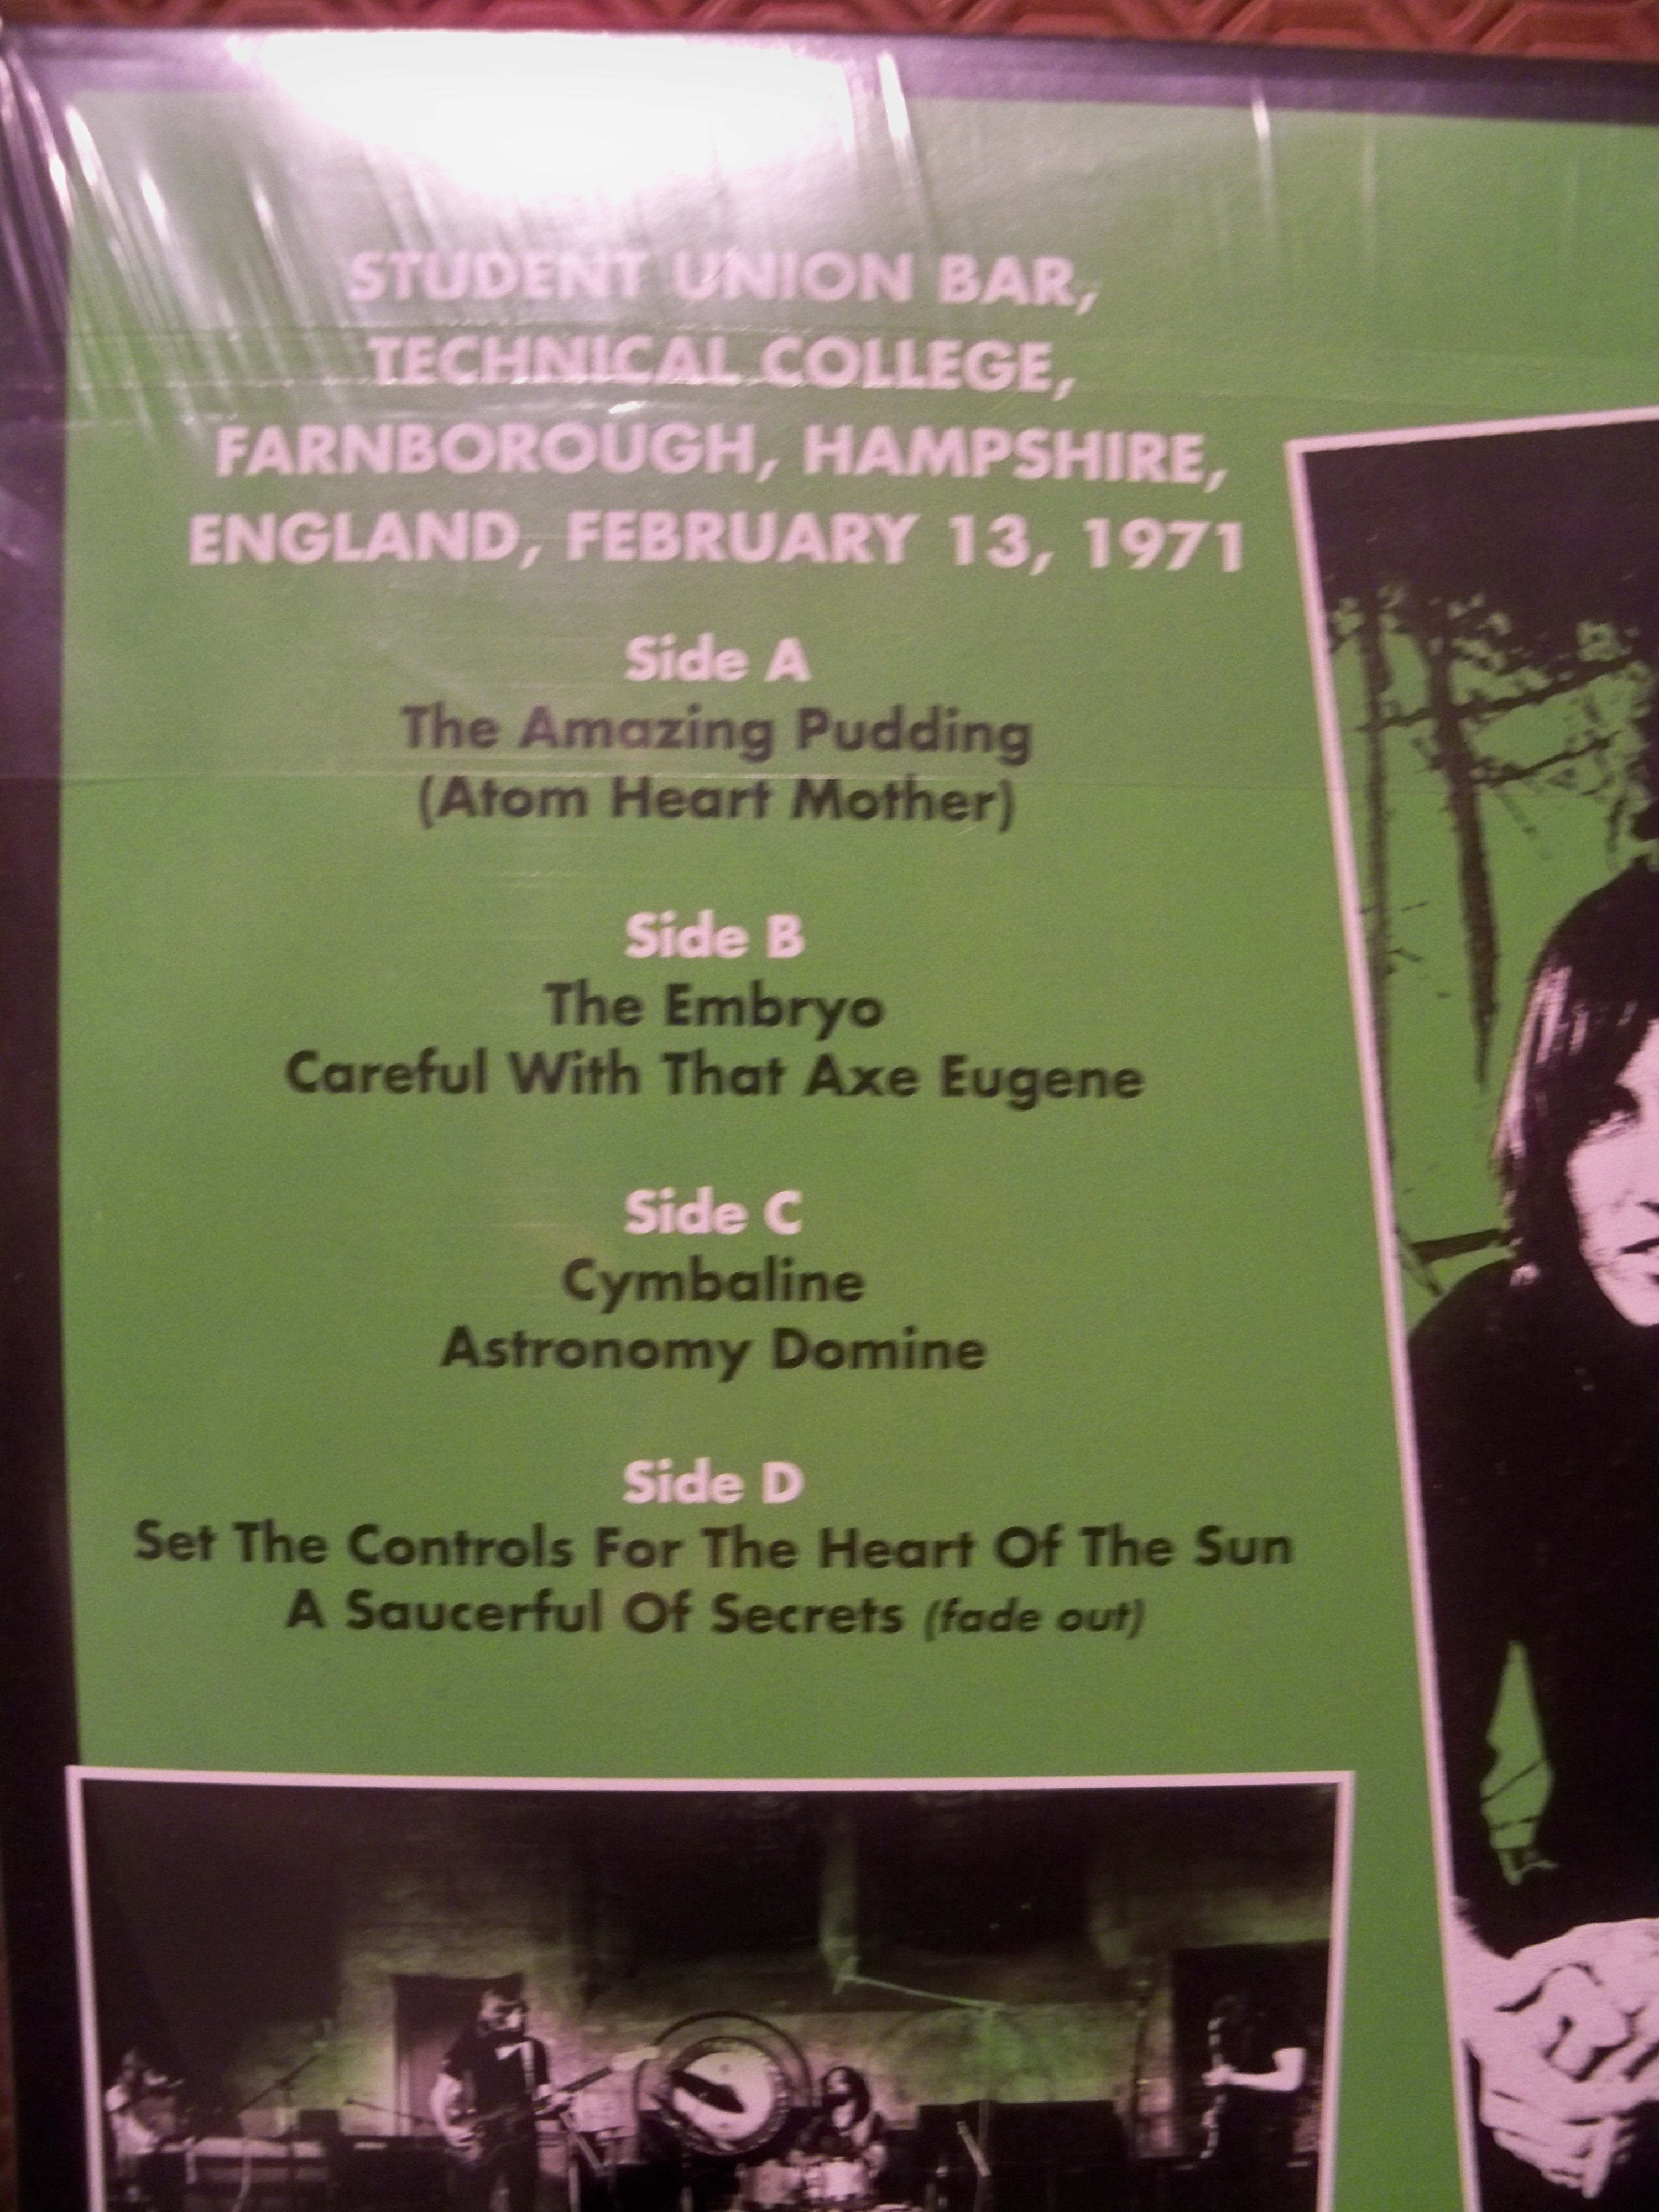 STUDENT UNION BAR,
TECHNICAL COLLEGE,
FARNBOROUGH, HAMPSHIRE,
ENGLAND, FEBRUARY 13, 1971
Side A
The Amazing Pudding
(Atom Heart Mother)
Side B
The Embryo
Careful With That Axe Eugene
Side C
Cymbaline
Astronomy Domine
Side D
Set The Controls For The Heart Of The Sun
A Saucerful Of Secrets (fade out)